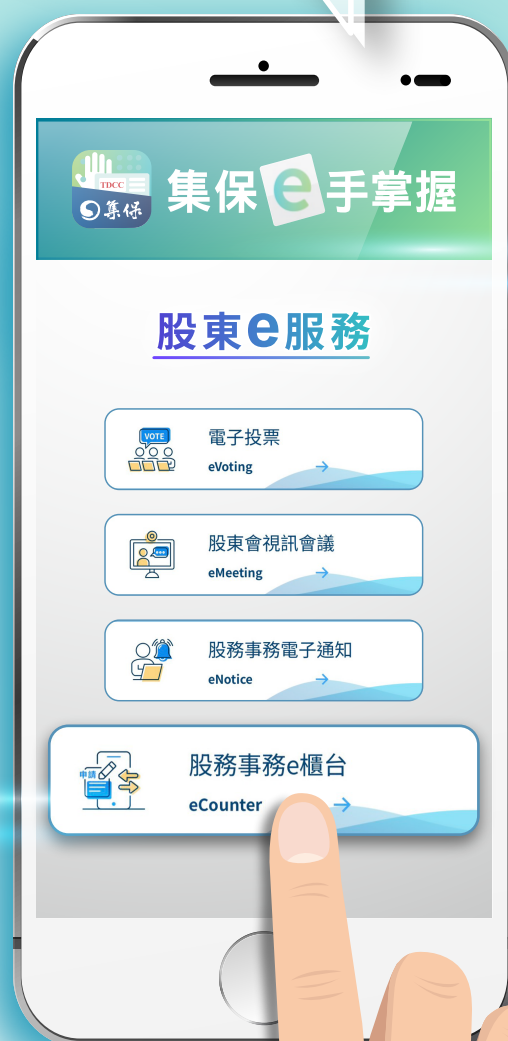 TDCC
集保
集保e手掌握
股東e服務
VOTE
電子投票
eVoting
股東會視訊會議
eMeeting
股務事務電子通知
eNotice
申請
股務事務e櫃台
eCounter